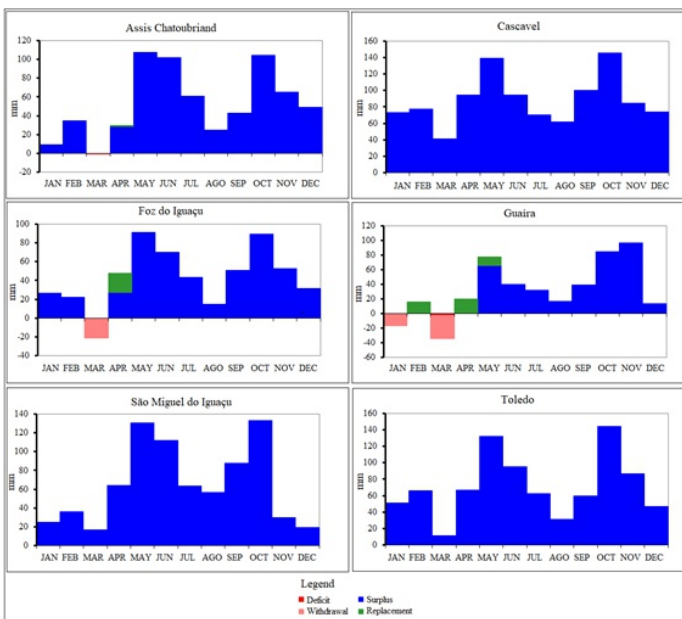 Assis Chatoubriand
mm
120
100
80
60
40
20
0
-20
JAN FEB MAR APR MAY JUN JUL AGO SEP OCT NOV DEC
Cascavel
mm
160
140
120
100
80
60
40
20
0
JAN FEB MAR APR MAY JUN JUL AGO SEP OCT NOV DEC
Foz do Iguaçu
mm
100
80
60
40
20
0
-20
-40
JAN FEB MAR APR MAY JUN JUL AGO SEP OCT NOV DEC
Guaira
mm
120
100
80
60
40
20
0
-20
-40
-60
JAN FEB MAR APR MAY JUN JUL AGO SEP OCT NOV DEC
São Miguel do Iguaçu
mm
140
120
100
80
60
40
20
0
JAN FEB MAR APR MAY JUN JUL AGO SEP OCT NOV DEC
Toledo
mm
160
140
120
100
80
60
40
20
0
JAN FEB MAR APR MAY JUN JUL AGO SEP OCT NOV DEC
Legend
Deficit Surplus
Withdrawal Replacement